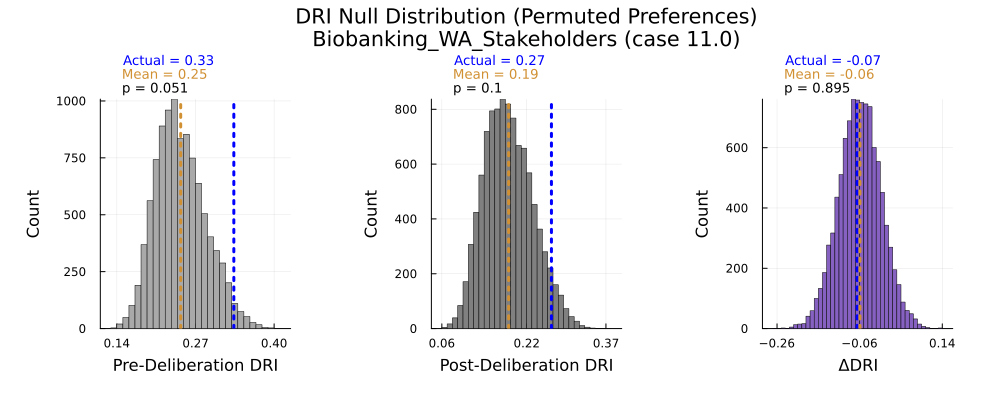 DRI Null Distribution (Permuted Preferences)
Biobanking_WA_Stakeholders (case 11.0)
Actual = 0.33
Mean = 0.25
p = 0.051
Count
1000
750
500
250
0
0.14
0.27
0.40
Pre-Deliberation DRI
Actual = 0.27
Mean = 0.19
p = 0.1
Count
800
600
400
200
0
0.06
0.22
0.37
Post-Deliberation DRI
Actual = -0.07
Mean = -0.06
p = 0.895
Count
600
400
200
0
−0.26
−0.06
0.14
ΔDRI